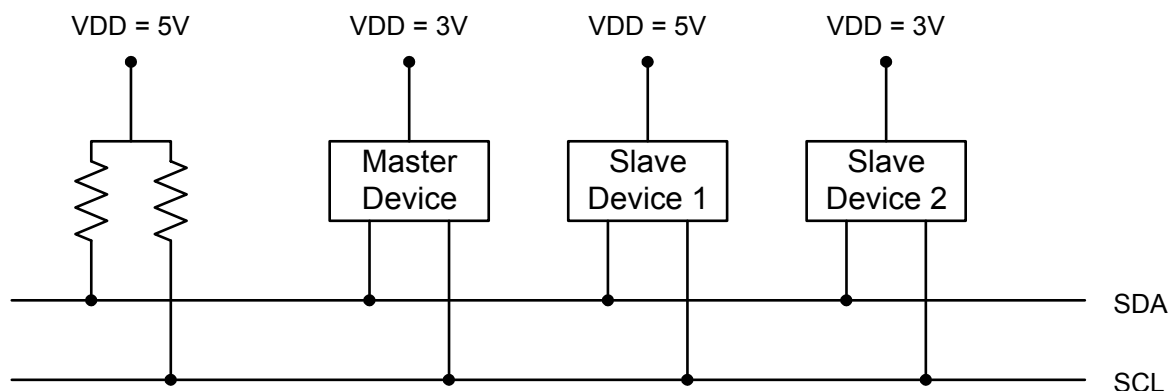 VDD = 5V
VDD = 3V
VDD = 5V
VDD = 3V
Master
Device
Slave
Device 1
Slave
Device 2
SDA
SCL